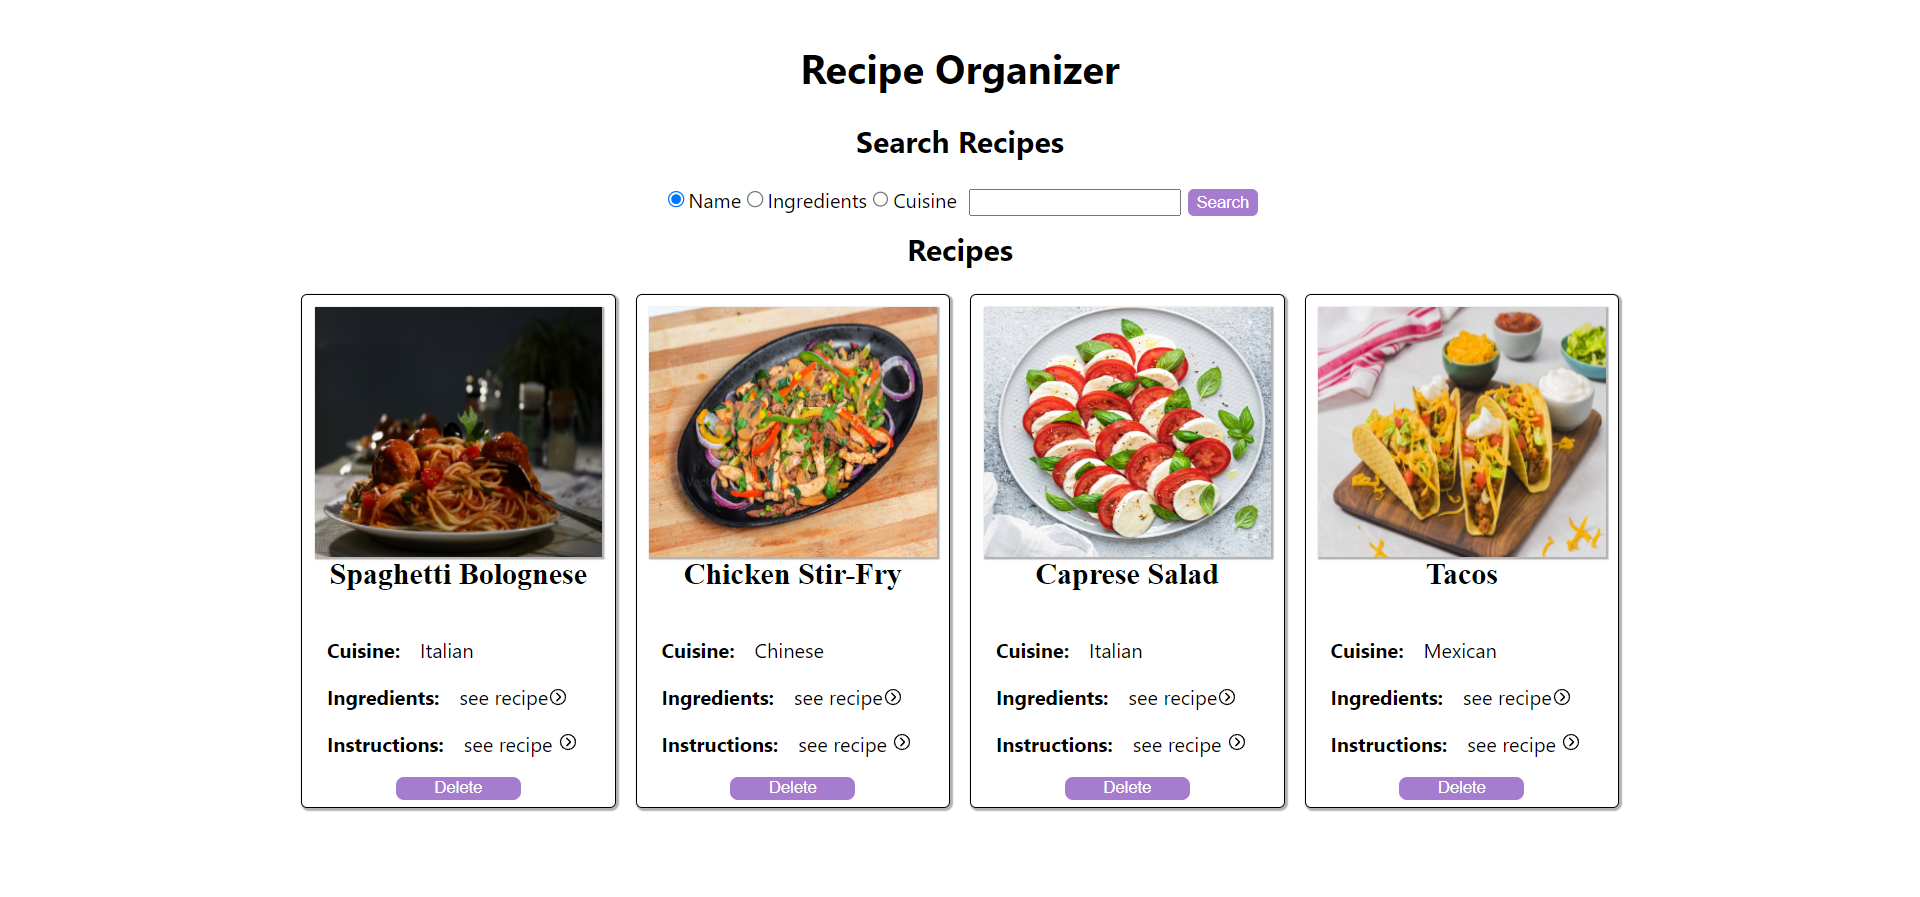 Recipe Organizer
Search Recipes
Name Ingredients Cuisine Search
Recipes
Spaghetti Bolognese
Cuisine: Italian
Ingredients: see recipe
Instructions: see recipe
Delete
Chicken Stir-Fry
Cuisine: Chinese
Ingredients: see recipe
Instructions: see recipe
Delete
Caprese Salad
Cuisine: Italian
Ingredients: see recipe
Instructions: see recipe
Delete
Tacos
Cuisine: Mexican
Ingredients: see recipe
Instructions: see recipe
Delete